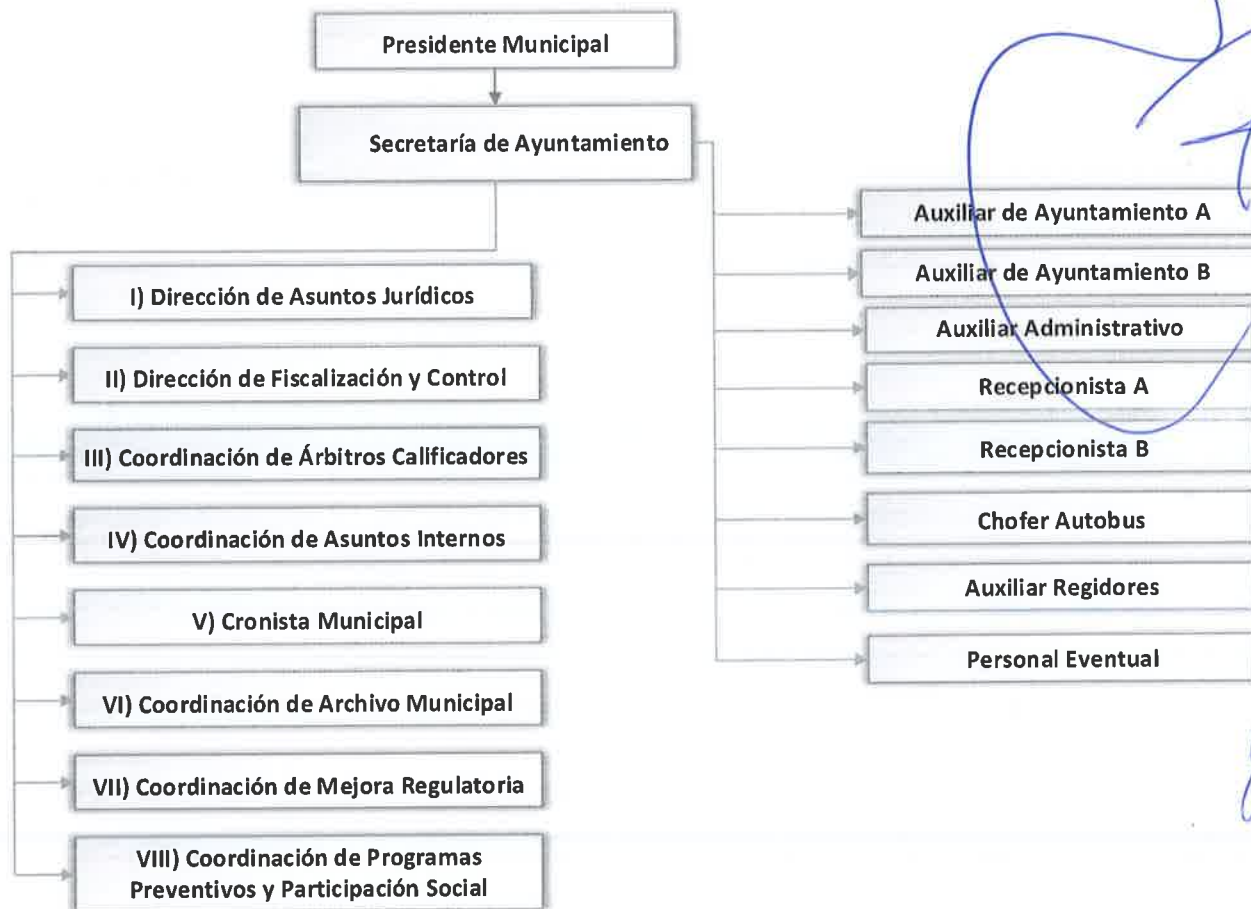 Presidente Municipal
Secretaría de Ayuntamiento
I) Dirección de Asuntos Jurídicos
II) Dirección de Fiscalización y Control
III) Coordinación de Árbitros Calificadores
IV) Coordinación de Asuntos Internos
V) Cronista Municipal
VI) Coordinación de Archivo Municipal
VII) Coordinación de Mejora Regulatoria
VIII) Coordinación de Programas
Preventivos y Participación Social
Auxiliar de Ayuntamiento A
Auxiliar de Ayuntamiento B
Auxiliar Administrativo
Recepcionista A
Recepcionista B
Chofer Autobus
Auxiliar Regidores
Personal Eventual